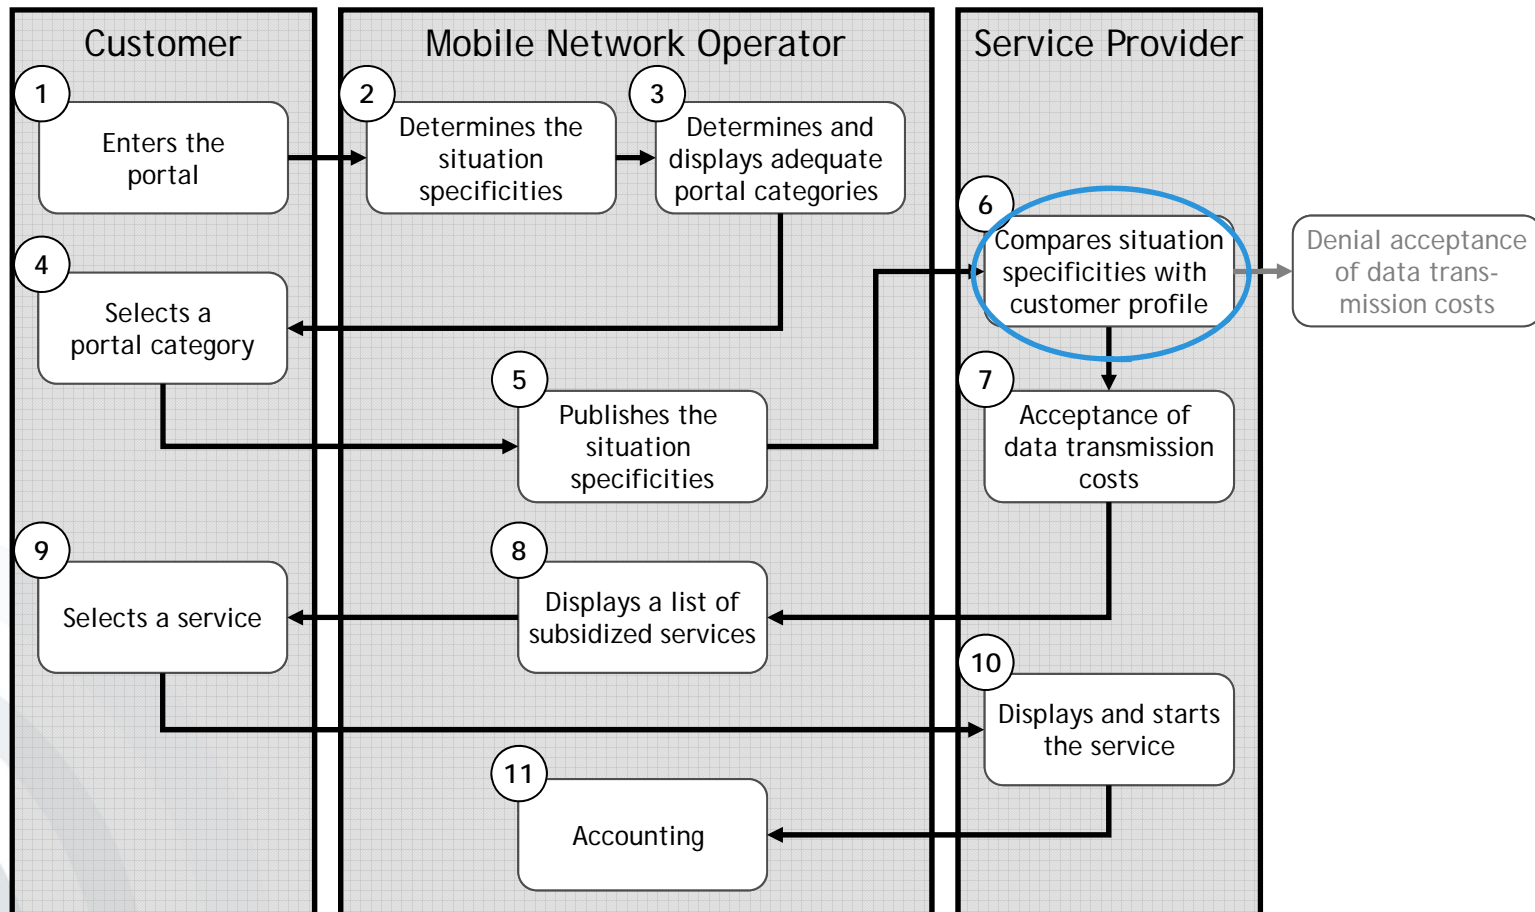 Customer
Mobile Network Operator
Service Provider
1
Enters the
portal
2
Determines the
situation
specificities
3
Determines and
displays adequate
portal categories
4
Selects a
portal category
5
Publishes the
situation
specificities
6
Compares situation
specificities with
customer profile
Denial acceptance
of data trans-
mission costs
7
Acceptance of
data transmission
costs
8
Displays a list of
subsidized services
9
Selects a service
10
Displays and starts
the service
11
Accounting